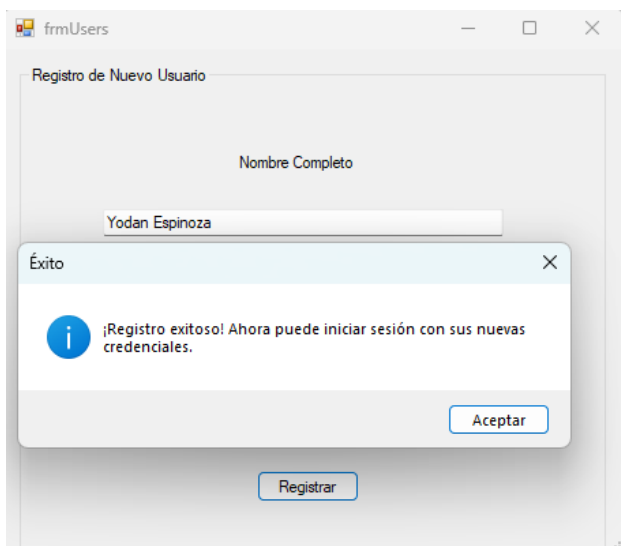 frmUsers
Registro de Nuevo Usuario
Nombre Completo
Yodan Espinoza
Éxito
¡Registro exitoso! Ahora puede iniciar sesión con sus nuevas
credenciales.
Aceptar
Registrar